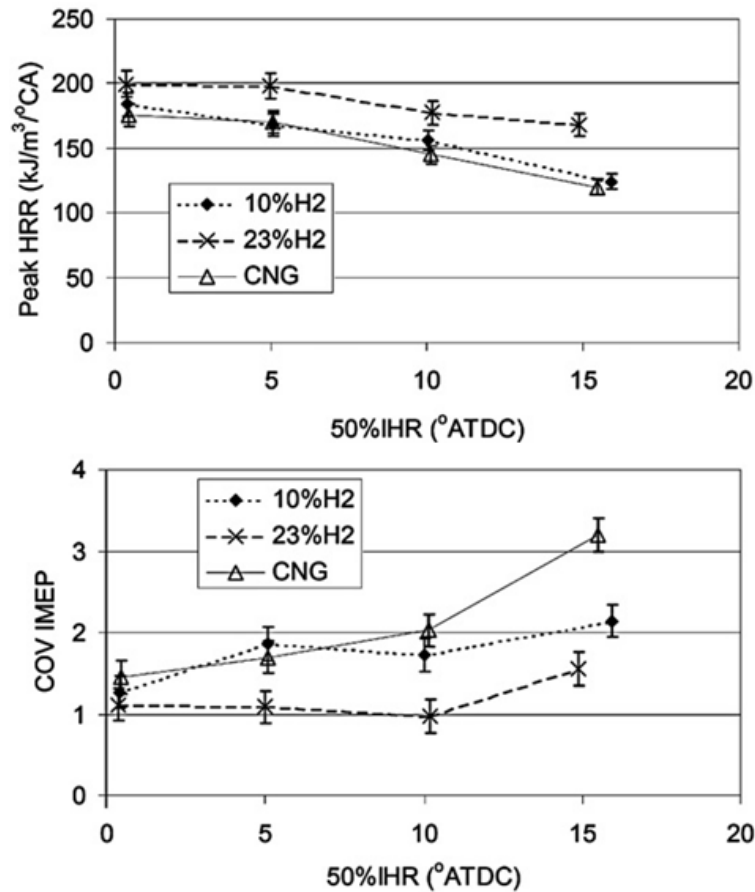 250
200
150
100
50
0
Peak HRR (kJ/m³/°CA)
10%H2
23%H2
CNG
0 5 10 15 20
50%IHR (°ATDC)
4
3
2
1
0
COV IMEP
10%H2
23%H2
CNG
0 5 10 15 20
50%IHR (°ATDC)